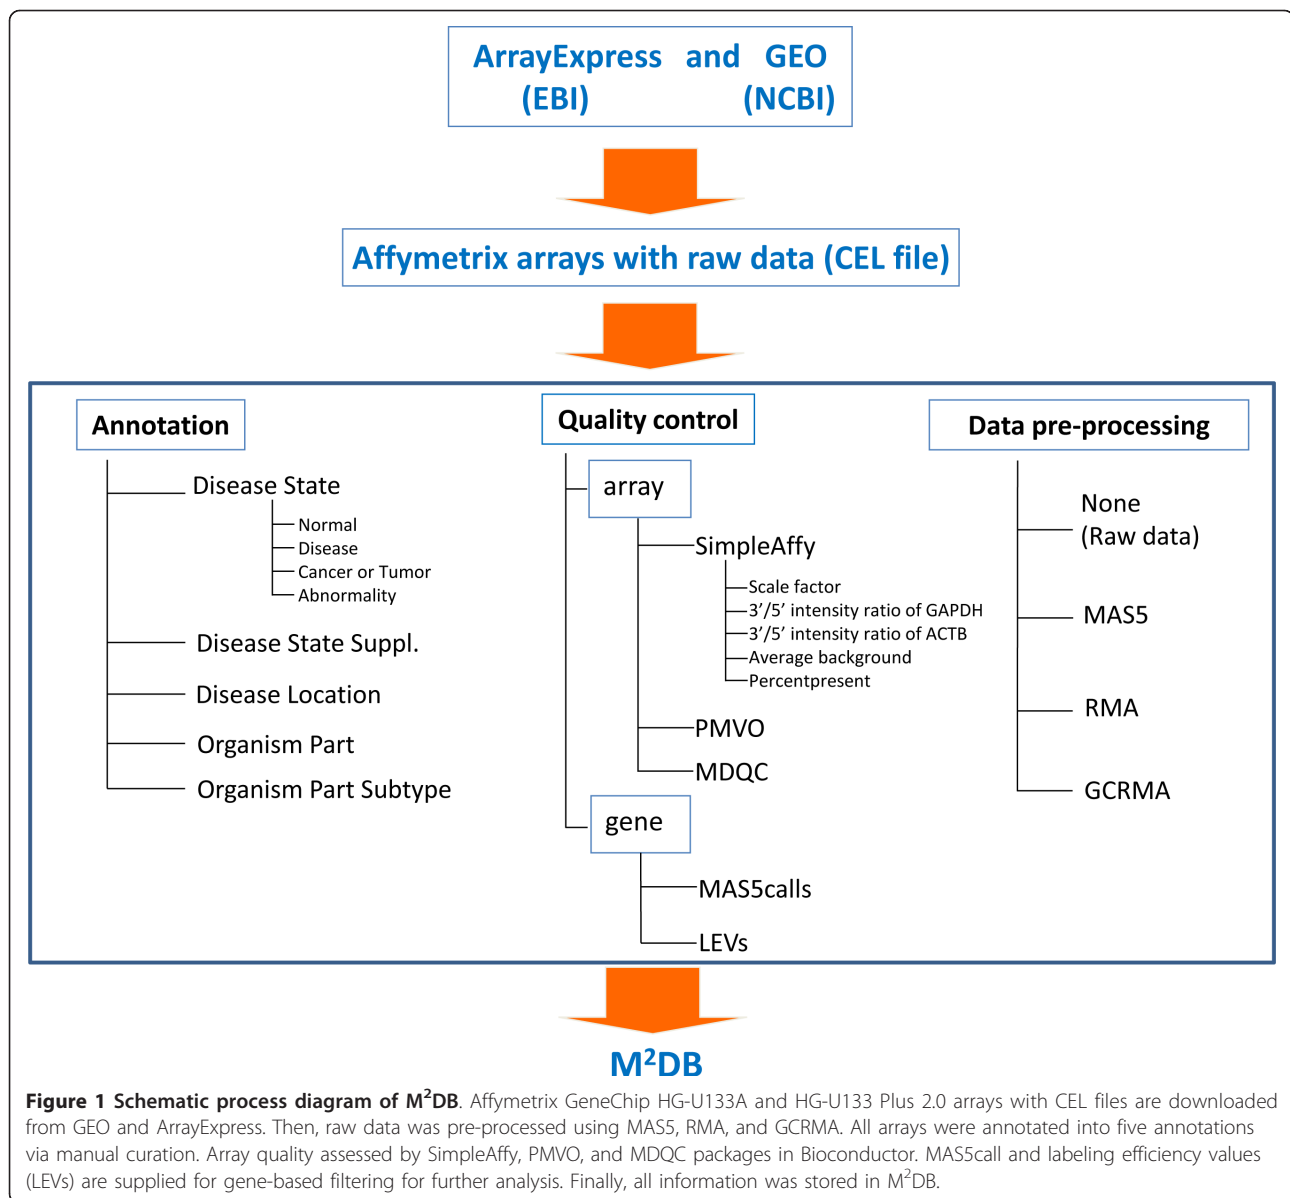 ArrayExpress and GEO
(EBI) (NCBI)
Affymetrix arrays with raw data (CEL file)
Annotation
Disease State
Normal
Disease
Cancer or Tumor
Abnormality
Disease State Suppl.
Disease Location
Organism Part
Organism Part Subtype
Quality control
array
SimpleAffy
Scale factor
3’/5’ intensity ratio of GAPDH
3’/5’ intensity ratio of ACTB
Average background
Percentpresent
PMVO
MDQC
gene
MAS5calls
LEVs
Data pre-processing
None
(Raw data)
MAS5
RMA
GCRMA
M²DB
Figure 1 Schematic process diagram of M²DB. Affymetrix GeneChip HG-U133A and HG-U133 Plus 2.0 arrays with CEL files are downloaded
from GEO and ArrayExpress. Then, raw data was pre-processed using MAS5, RMA, and GCRMA. All arrays were annotated into five annotations
via manual curation. Array quality assessed by SimpleAffy, PMVO, and MDQC packages in Bioconductor. MAS5call and labeling efficiency values
(LEVs) are supplied for gene-based filtering for further analysis. Finally, all information was stored in M²DB.